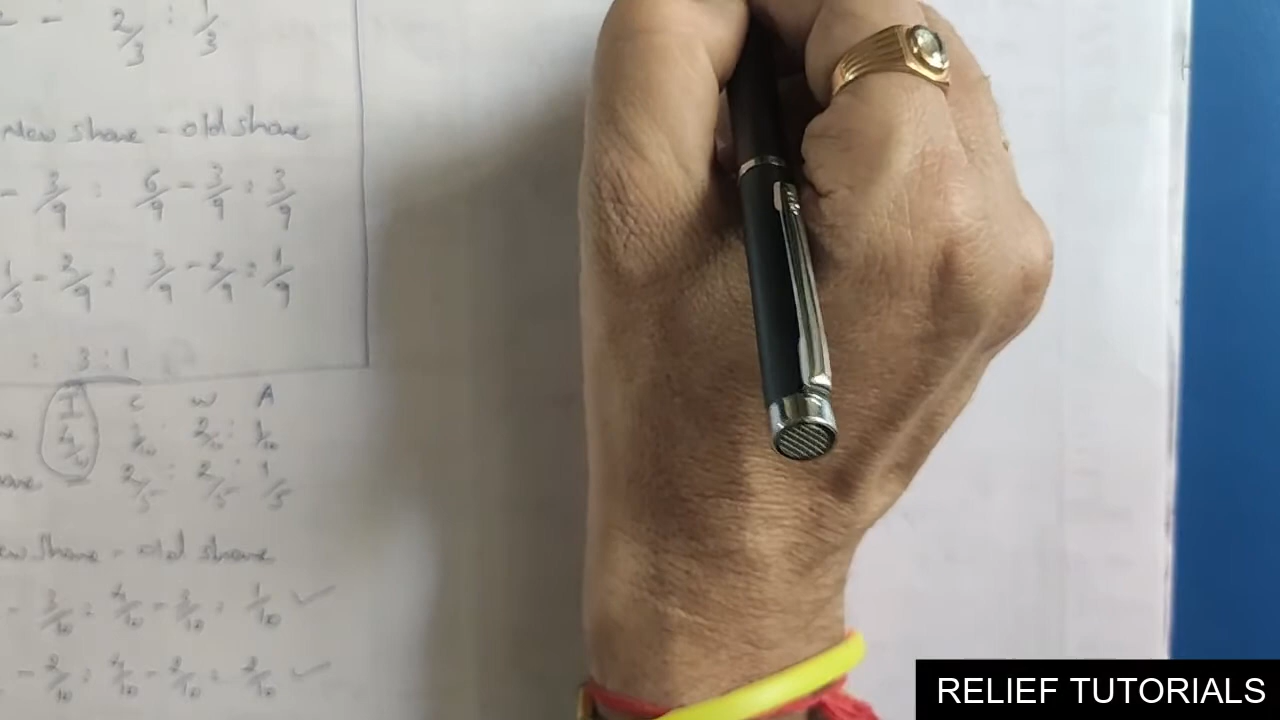 2/3 : 1/3
New share - old share
- 3/9 : 6/9 - 3/9 : 3/9
1/3 - 2/9 : 3/9 - 2/9 : 1/9
: 3:1
I C W A
4/10 3/10 : 2/10 : 1/10
2/5 : 2/5 : 1/5
share - old share
- 3/10 : 4/10 - 3/10 : 1/10 ✓
- 2/10 : 4/10 - 2/10 : 2/10 ✓
RELIEF TUTORIALS